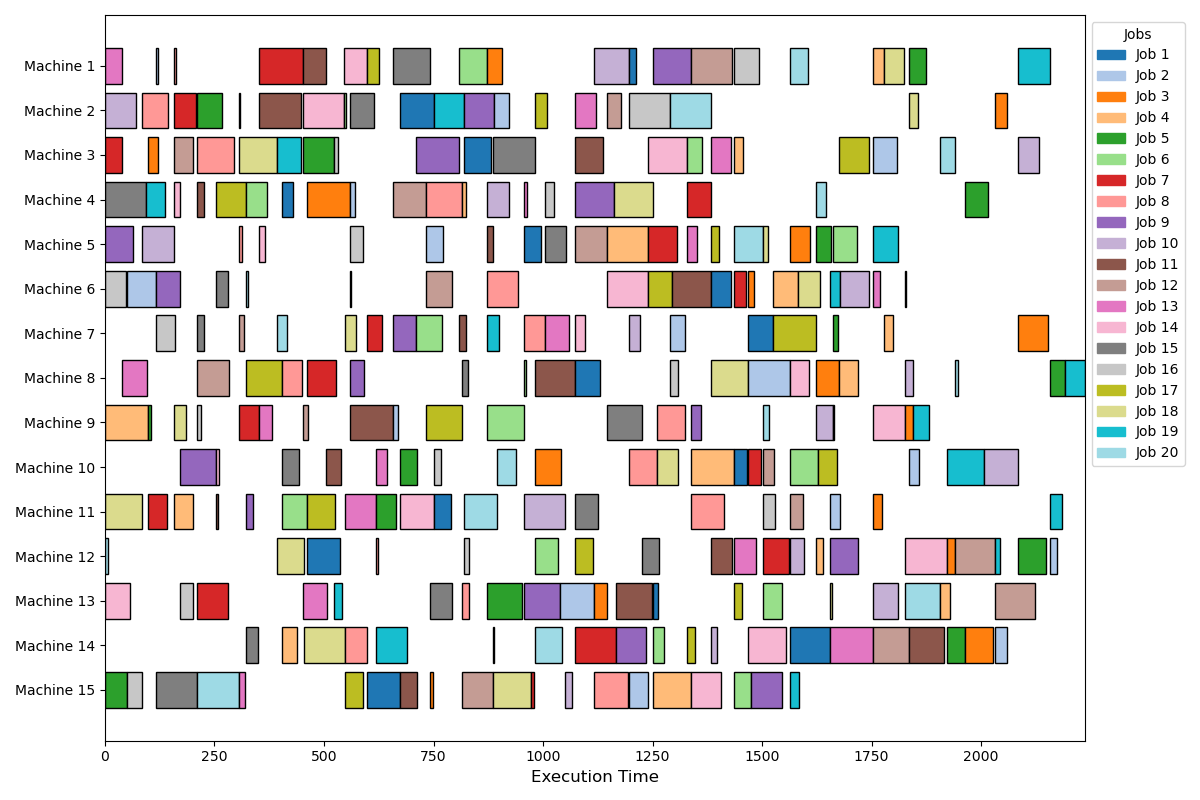 Machine 1
Machine 2
Machine 3
Machine 4
Machine 5
Machine 6
Machine 7
Machine 8
Machine 9
Machine 10
Machine 11
Machine 12
Machine 13
Machine 14
Machine 15
0 250 500 750 1000 1250 1500 1750 2000
Execution Time
Jobs
Job 1
Job 2
Job 3
Job 4
Job 5
Job 6
Job 7
Job 8
Job 9
Job 10
Job 11
Job 12
Job 13
Job 14
Job 15
Job 16
Job 17
Job 18
Job 19
Job 20